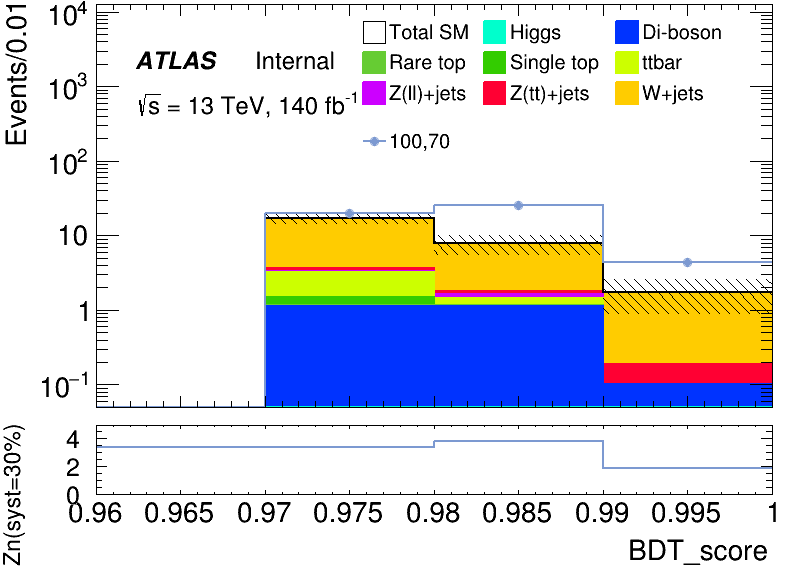 Events/0.01
10^4
10^3
10^2
10
1
10^−1
ATLAS Internal
√s = 13 TeV, 140 fb^-1
Total SM Higgs Di-boson
Rare top Single top ttbar
Z(ll)+jets Z(tt)+jets W+jets
100,70
Zn(syst=30%)
4
2
0
0.96 0.965 0.97 0.975 0.98 0.985 0.99 0.995 1
BDT_score